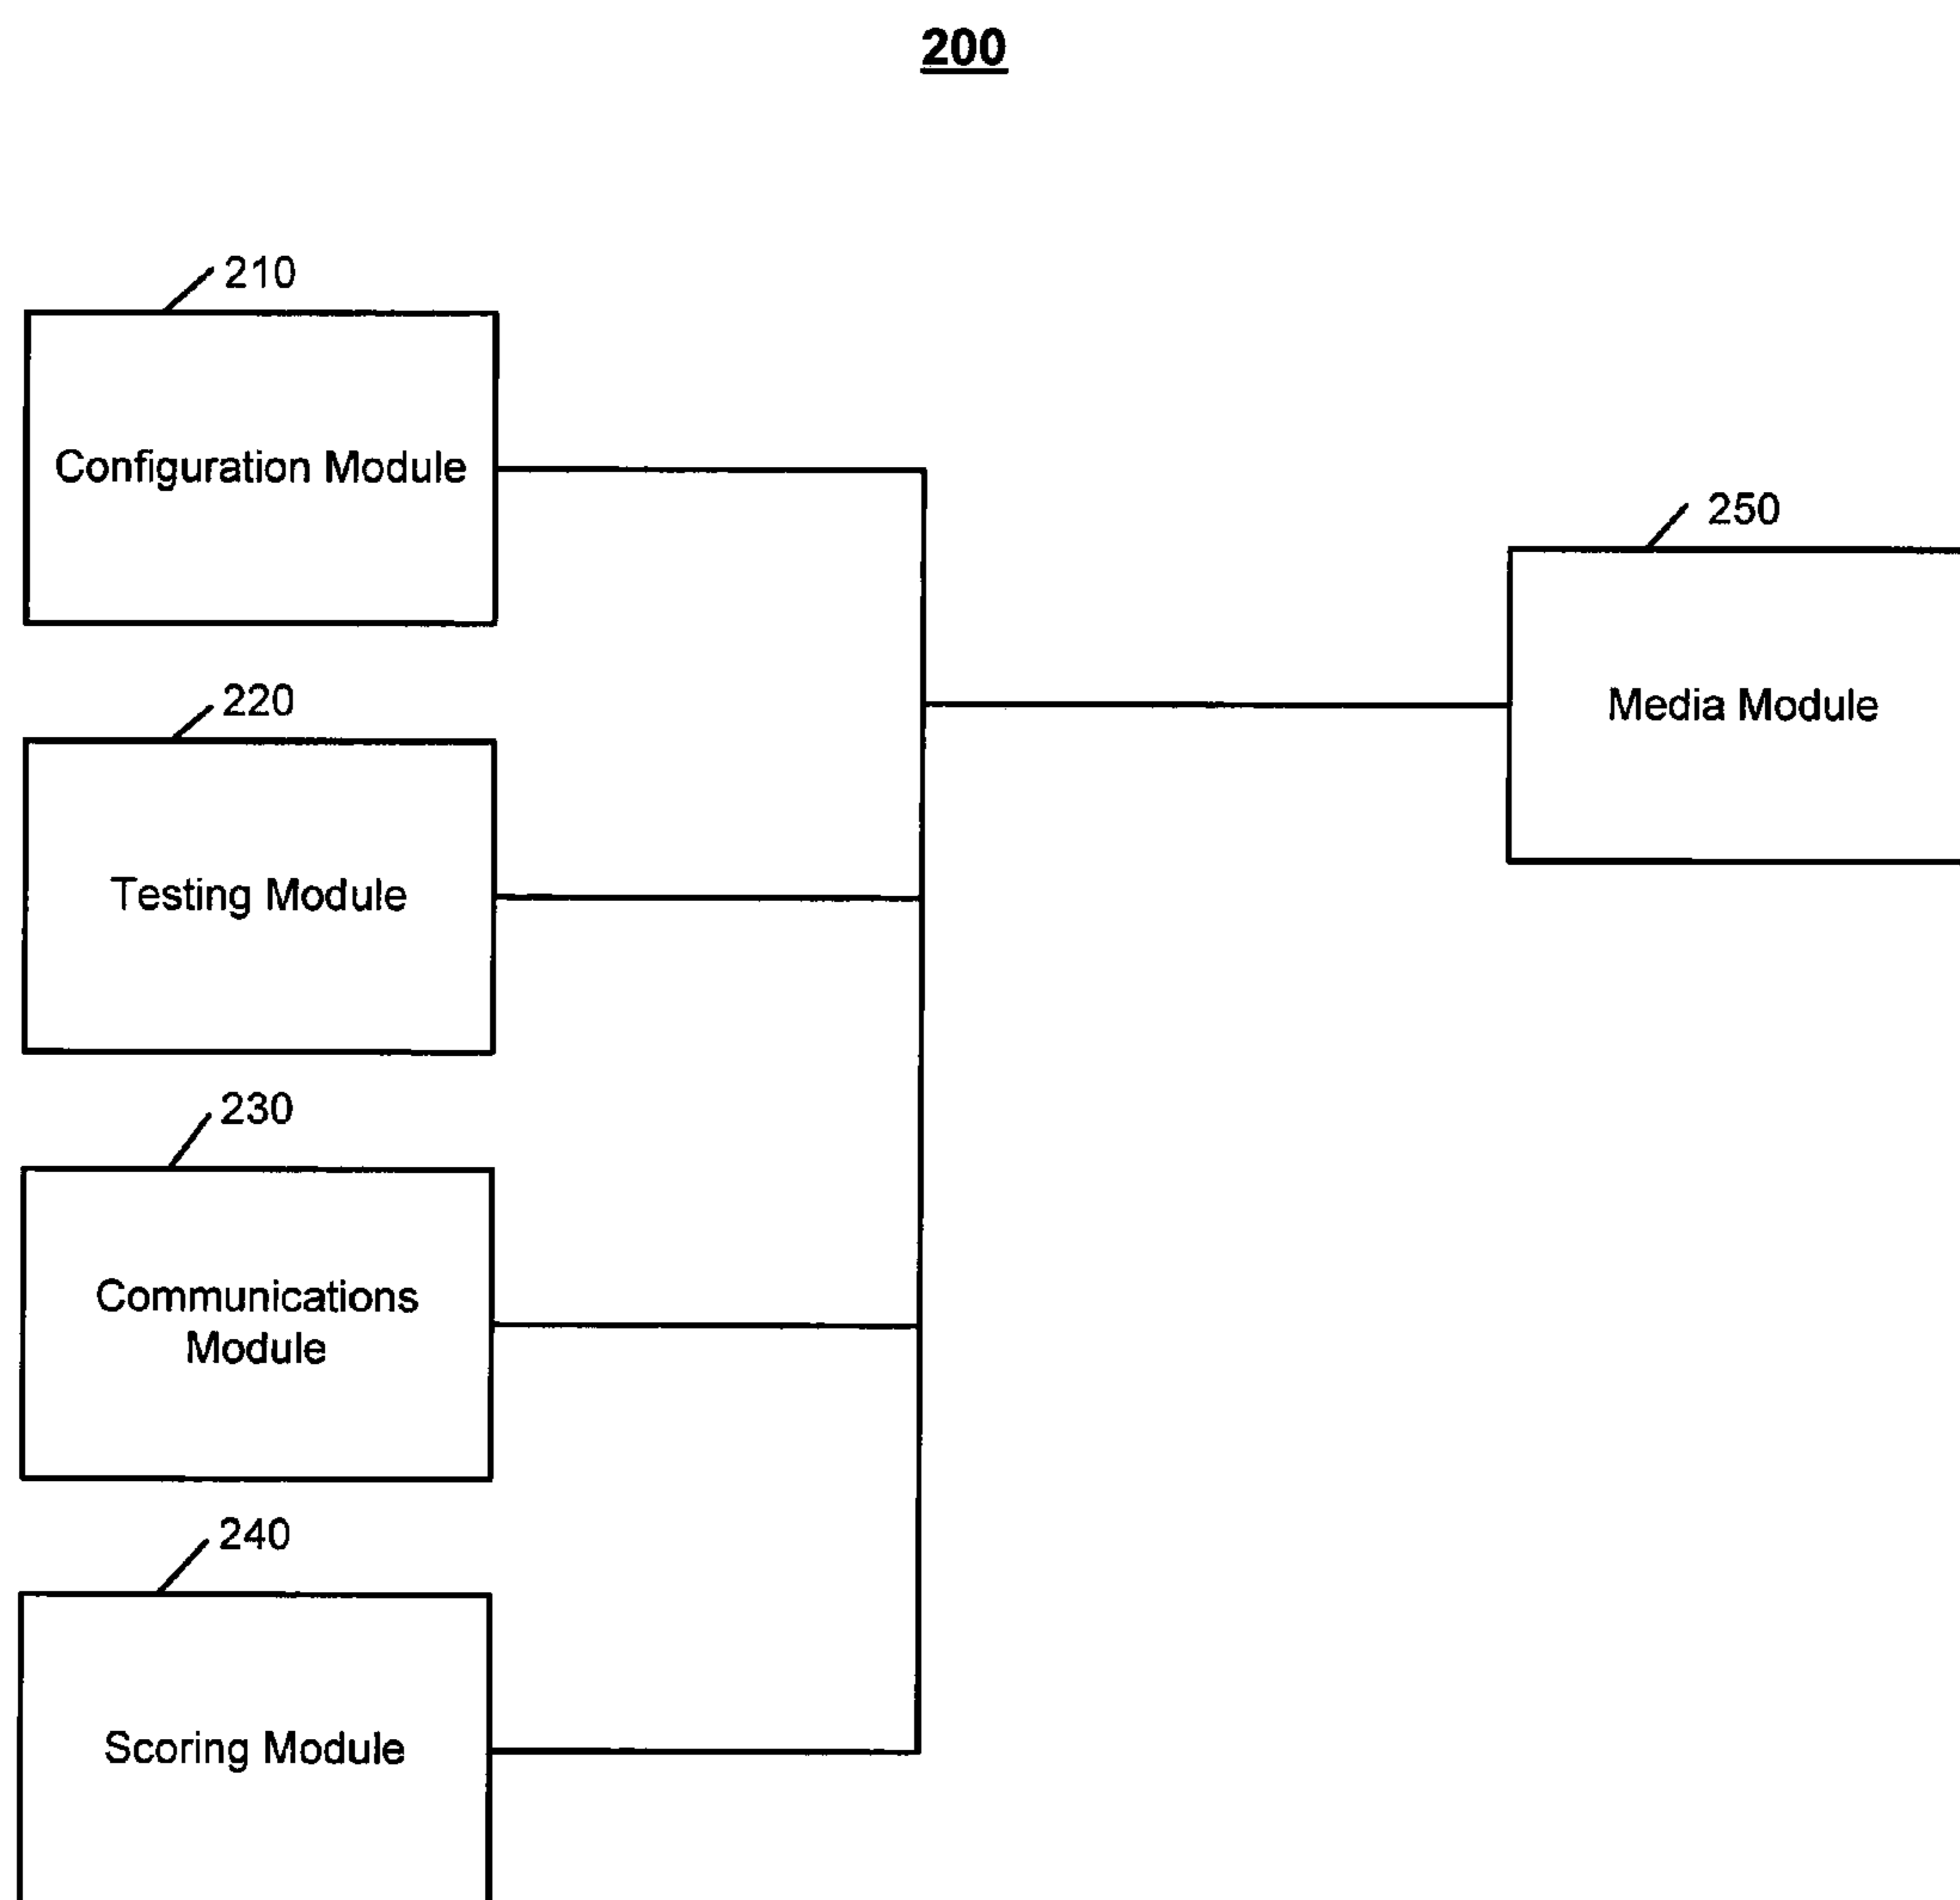 200
210
Configuration Module
250
Media Module
220
Testing Module
230
Communications
Module
240
Scoring Module